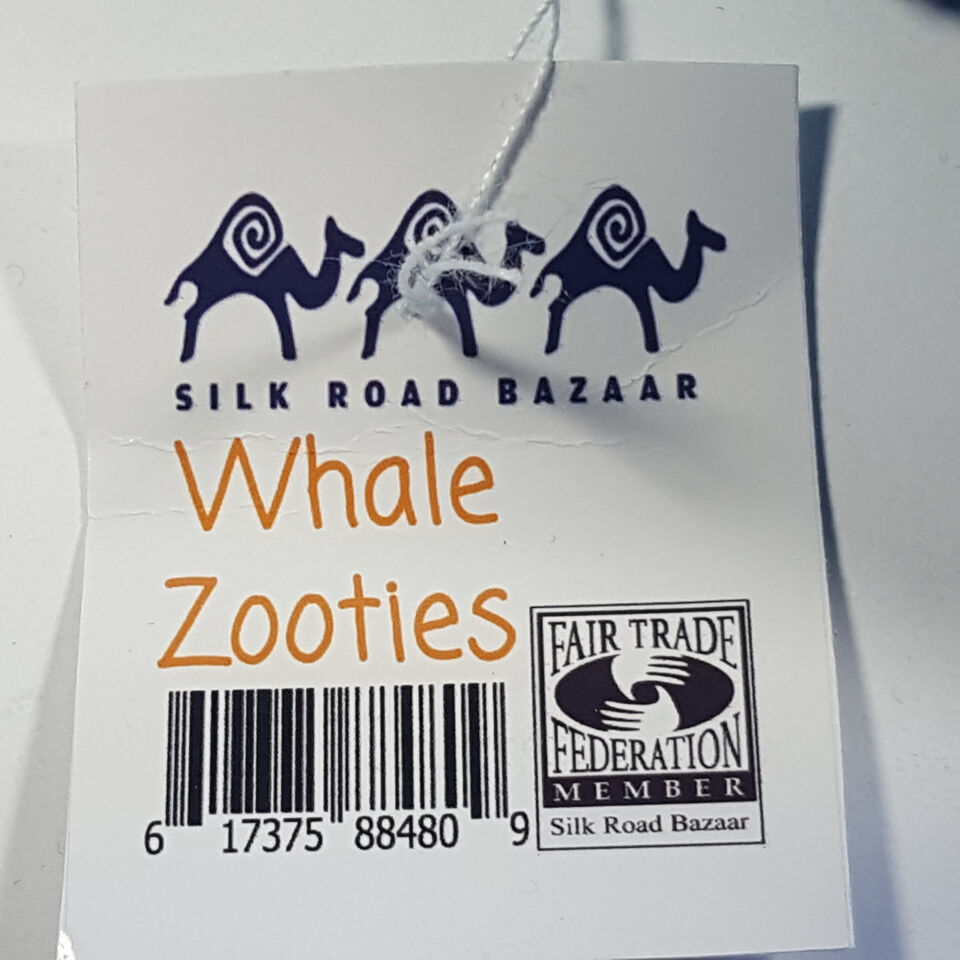 SILK ROAD BAZAAR
Whale
Zooties
FAIR TRADE
FEDERATION
MEMBER
Silk Road Bazaar
6 17375 88480 9